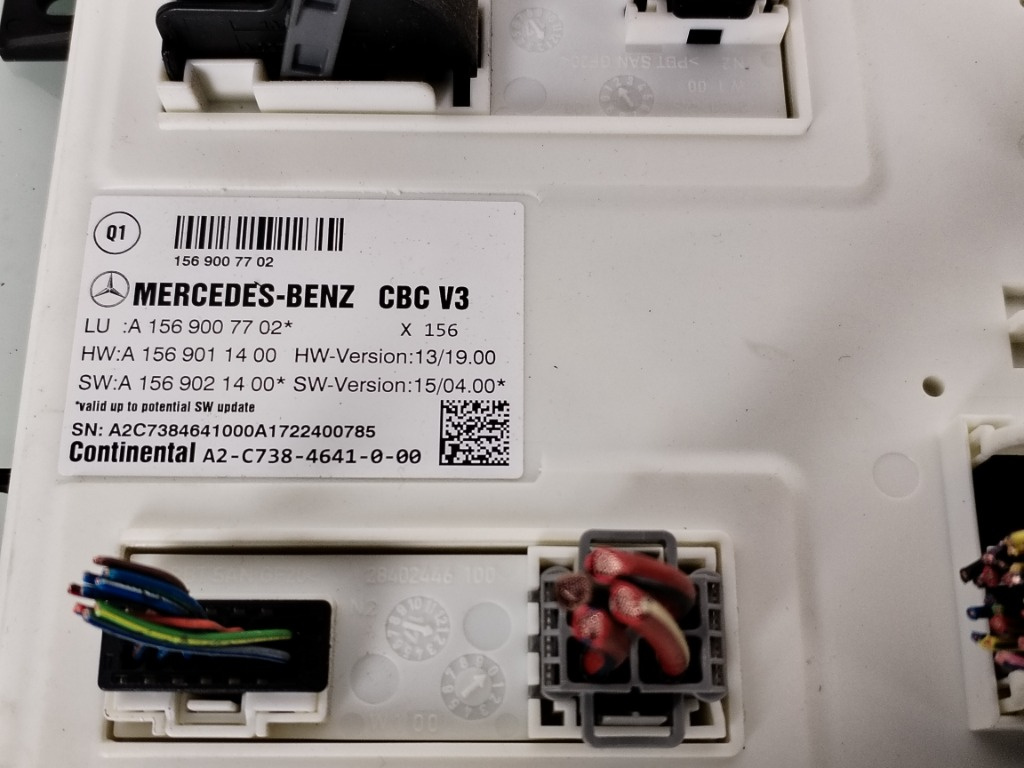 Q1
156 900 77 02
MERCEDES-BENZ CBC V3
LU :A 156 900 77 02* X 156
HW:A 156 901 14 00 HW-Version:13/19.00
SW:A 156 902 14 00* SW-Version:15/04.00*
*valid up to potential SW update
SN: A2C7384641000A1722400785
Continental A2-C738-4641-0-00
28402446 100